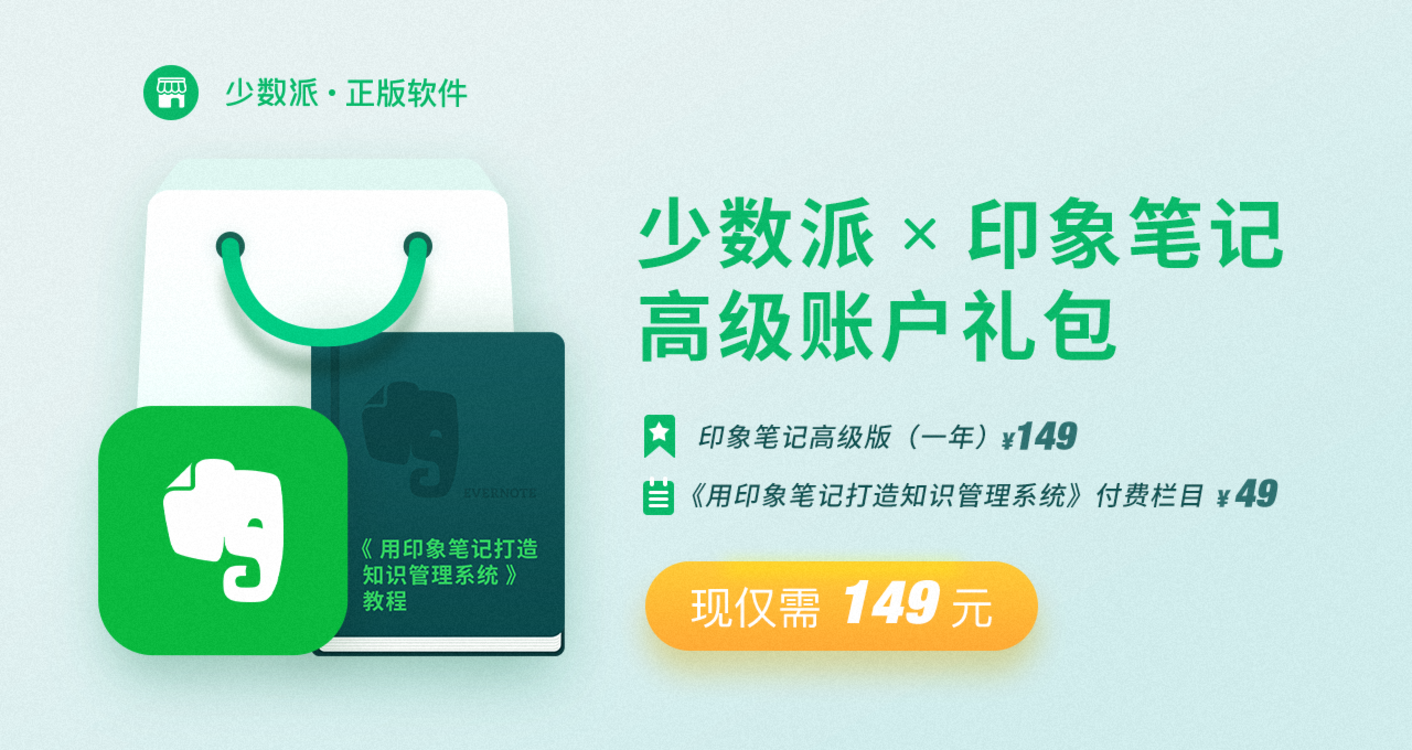 少数派·正版软件
少数派 × 印象笔记
高级账户礼包
印象笔记高级版（一年）¥149
《用印象笔记打造知识管理系统》付费栏目 ¥ 49
现仅需 149 元
EVERNOTE
《用印象笔记打造
知识管理系统》
教程